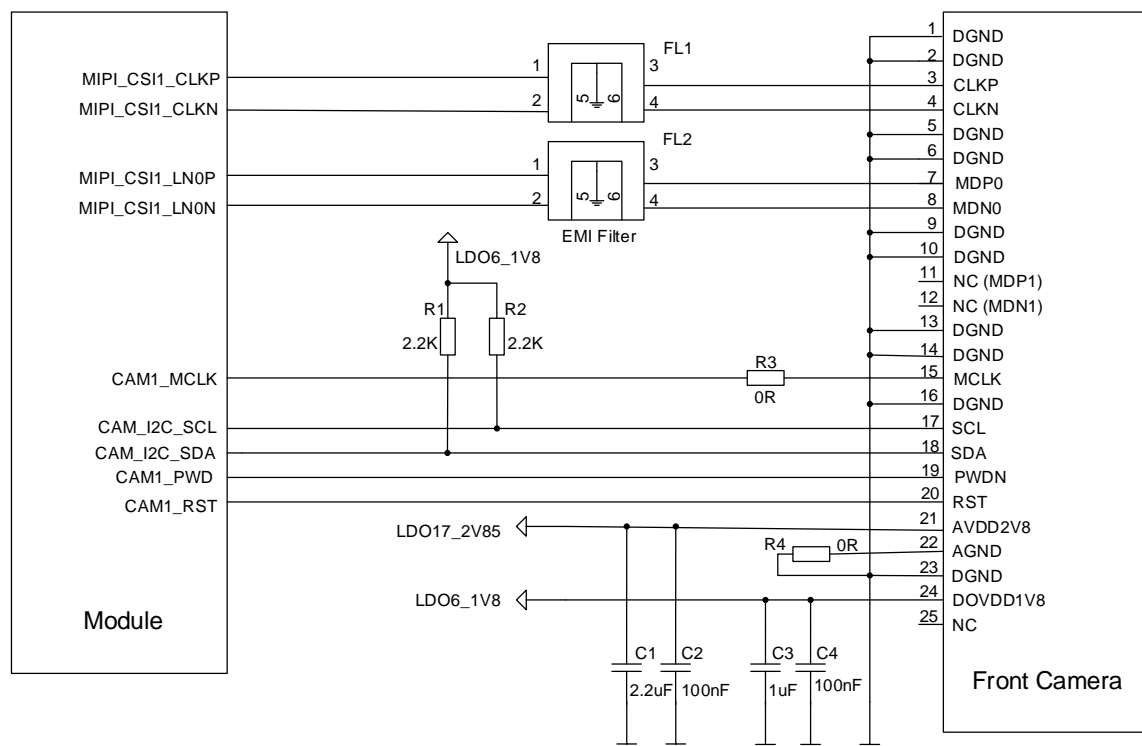 1 DGND
2 DGND
FL1
MIPI_CSI1_CLKP 1 3 3 CLKP
5 6
MIPI_CSI1_CLKN 2 4 4 CLKN
5 DGND
FL2
6 DGND
MIPI_CSI1_LN0P 1 3 7 MDP0
5 6
MIPI_CSI1_LN0N 2 4 8 MDN0
EMI Filter
9 DGND
10 DGND
LDO6_1V8
11 NC (MDP1)
12 NC (MDN1)
R1 R2
13 DGND
2.2K 2.2K
14 DGND
R3
CAM1_MCLK 15 MCLK
0R
16 DGND
CAM_I2C_SCL 17 SCL
CAM_I2C_SDA 18 SDA
CAM1_PWD 19 PWDN
CAM1_RST 20 RST
LDO17_2V85 21 AVDD2V8
R4 0R 22 AGND
23 DGND
LDO6_1V8 24 DOVDD1V8
25 NC
Module
C1 C2 C3 C4
2.2uF 100nF 1uF 100nF
Front Camera